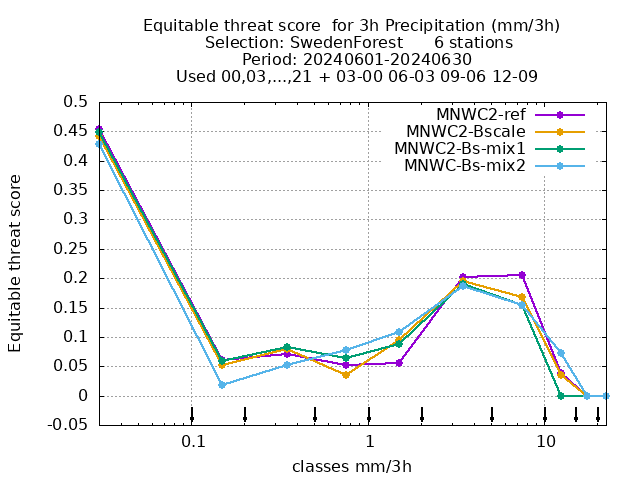 Equitable threat score  for 3h Precipitation (mm/3h)
Selection: SwedenForest      6 stations
Period: 20240601-20240630
Used 00,03,...,21 + 03-00 06-03 09-06 12-09
MNWC2-ref
MNWC2-Bscale
MNWC2-Bs-mix1
MNWC-Bs-mix2
Equitable threat score
0.5
0.45
0.4
0.35
0.3
0.25
0.2
0.15
0.1
0.05
0
-0.05
0.1
1
10
classes mm/3h